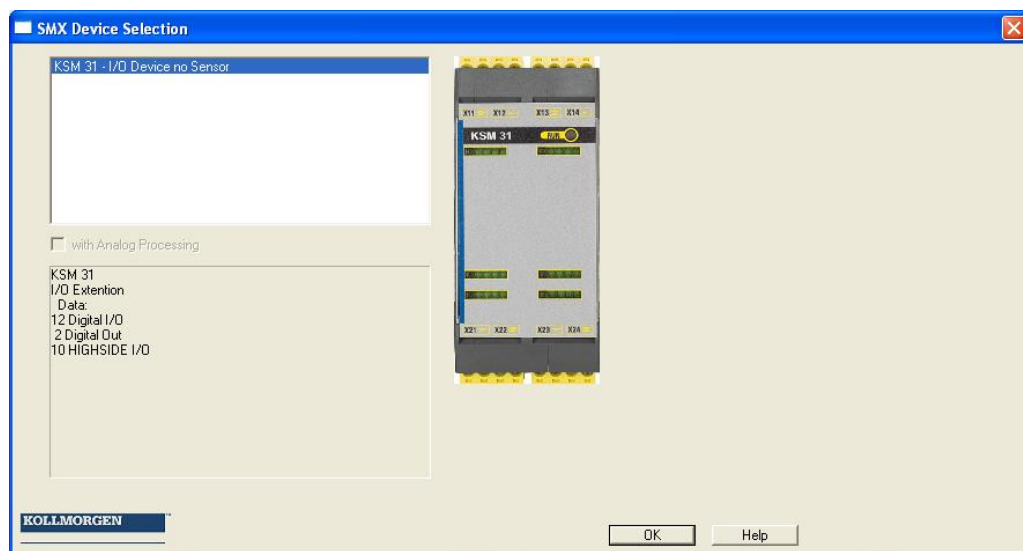 SMX Device Selection
KSM 31 - I/O Device no Sensor
with Analog Processing
KSM 31
I/O Extention
Data:
12 Digital I/O
2 Digital Out
10 HIGHSIDE I/O
X11 X12 X13 X14
KSM 31 RUN
X21 X22 X23 X24
KOLLMORGEN
OK Help